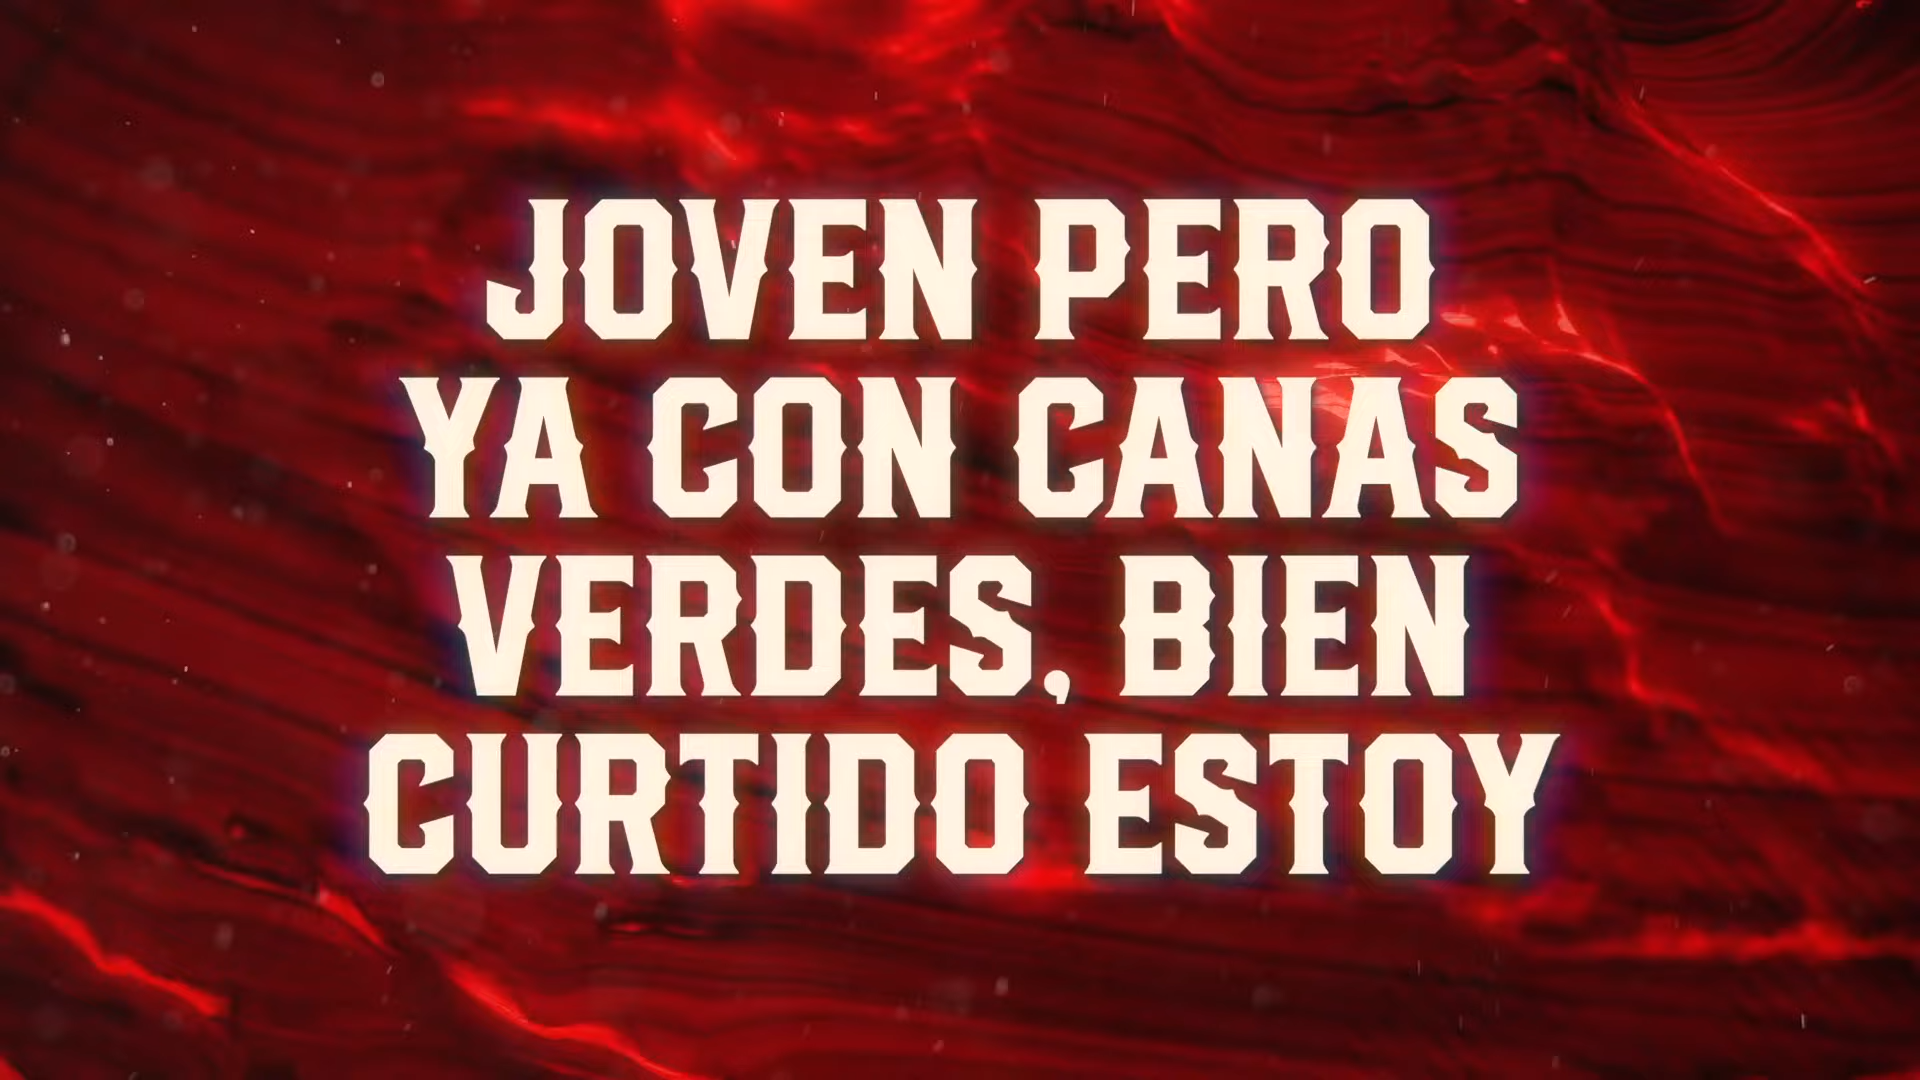 JOVEN PERO
YA CON CANAS
VERDES, BIEN
CURTIDO ESTOY